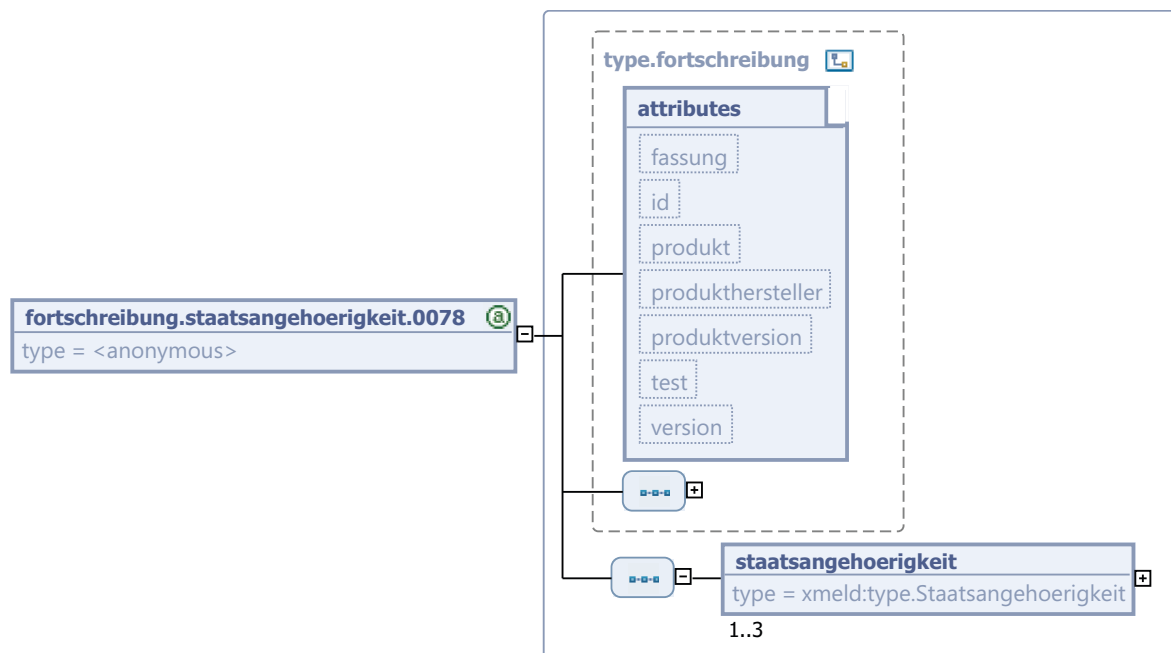 type.fortschreibung
attributes
fassung
id
produkt
produkthersteller
produktversion
test
version
fortschreibung.staatsangehoerigkeit.0078 a
type = <anonymous>
staatsangehoerigkeit
type = xmeld:type.Staatsangehoerigkeit
1..3